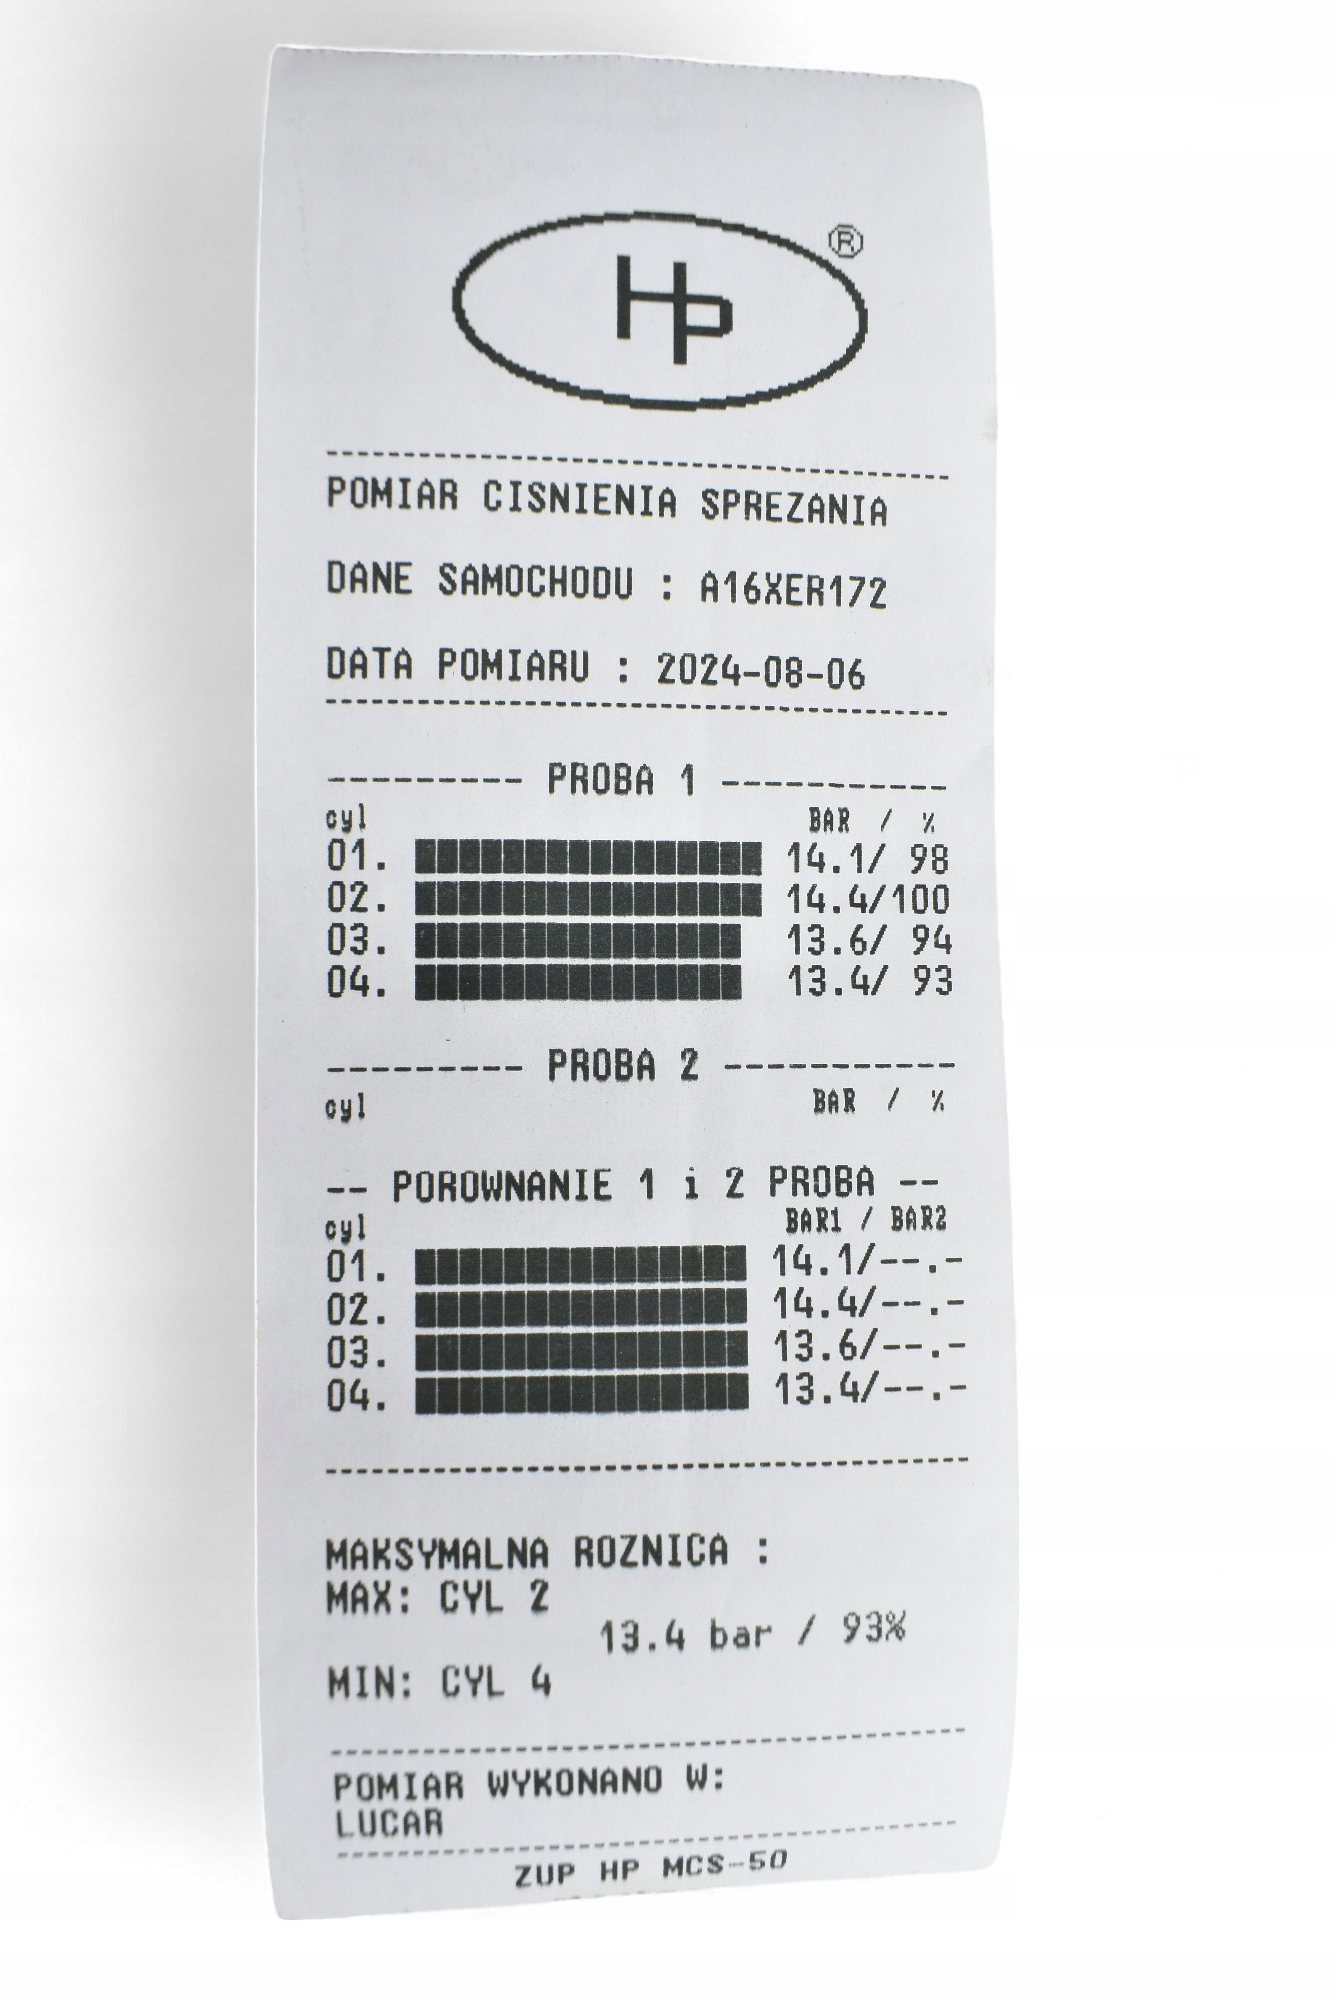 HP ®
POMIAR CISNIENIA SPREZANIA
DANE SAMOCHODU : A16XER172
DATA POMIARU : 2024-08-06
--------- PROBA 1 -----------
cyl BAR / %
01. 14.1/ 98
02. 14.4/100
03. 13.6/ 94
04. 13.4/ 93
--------- PROBA 2 -----------
cyl BAR / %
-- POROWNANIE 1 i 2 PROBA --
cyl BAR1 / BAR2
01. 14.1/--.-
02. 14.4/--.-
03. 13.6/--.-
04. 13.4/--.-
MAKSYMALNA ROZNICA :
MAX: CYL 2
13.4 bar / 93%
MIN: CYL 4
POMIAR WYKONANO W:
LUCAR
ZUP HP MCS-50